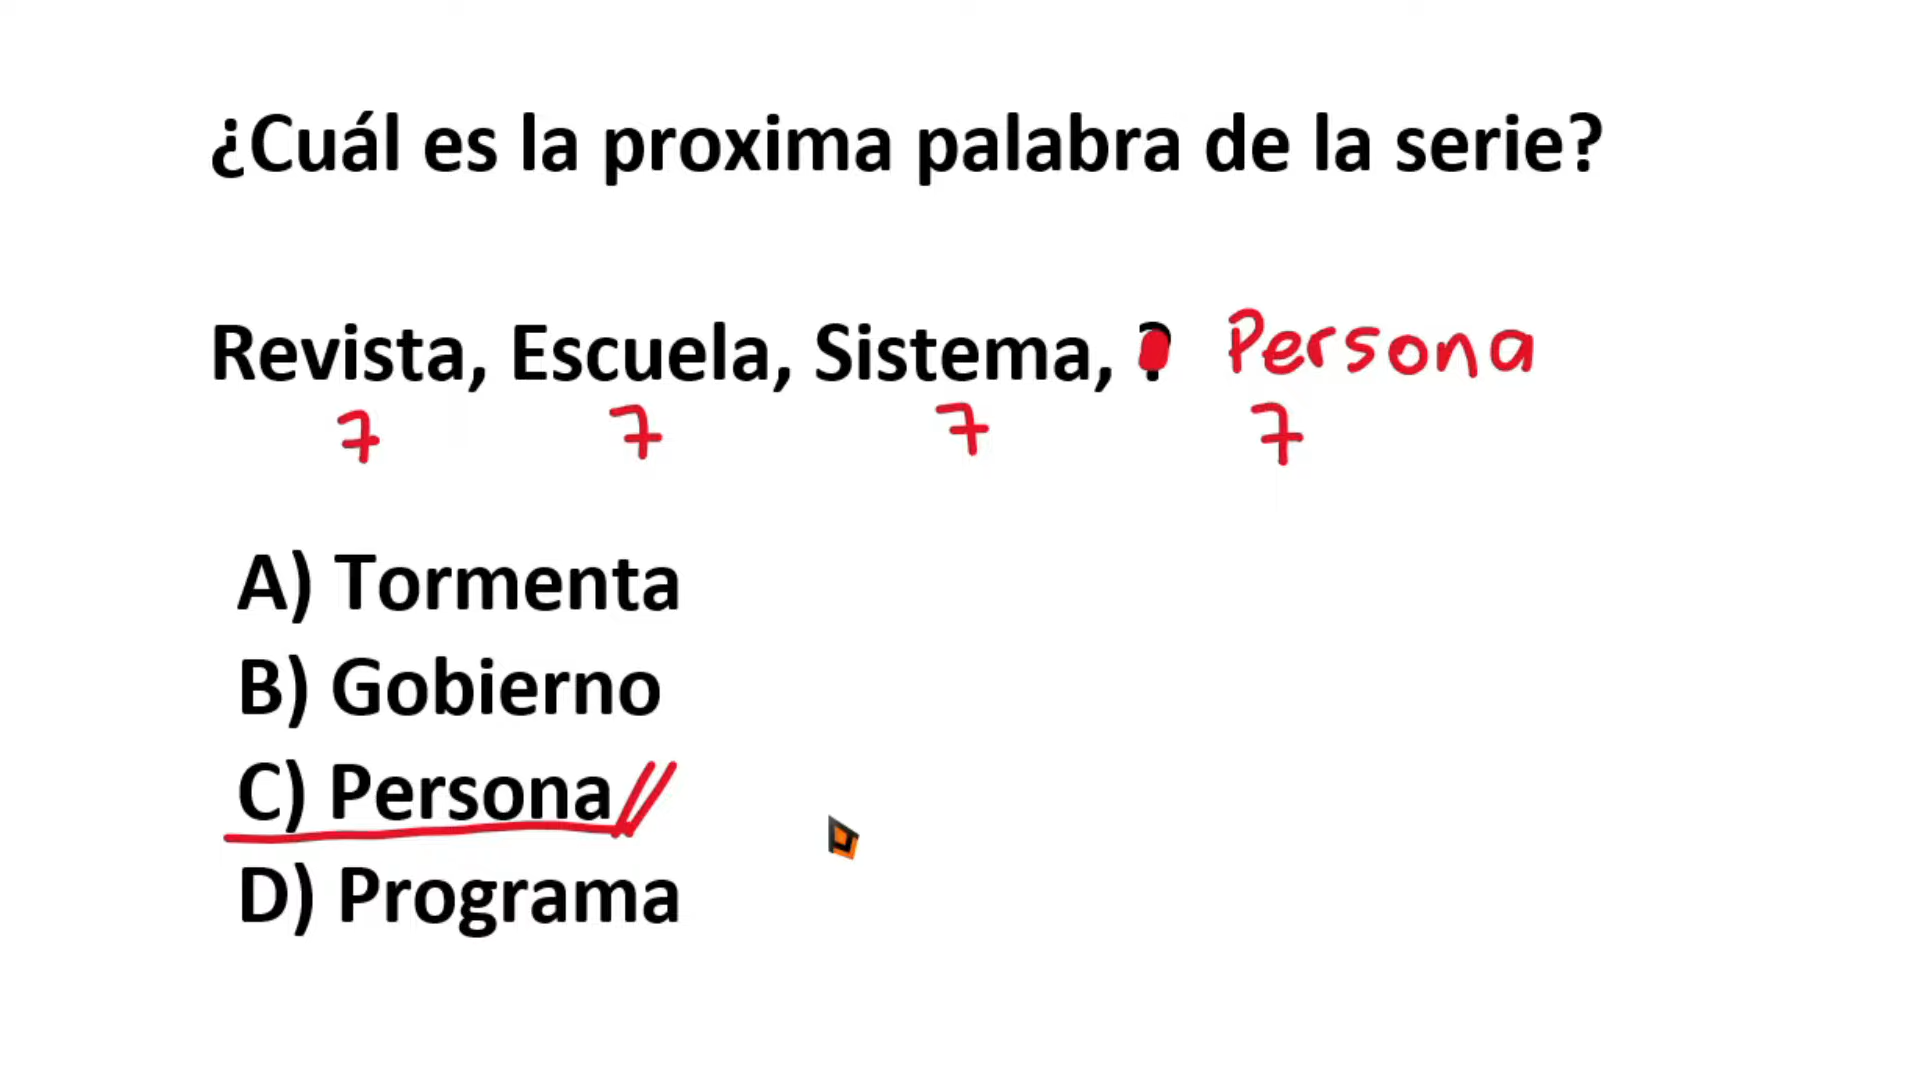 ¿Cuál es la proxima palabra de la serie?
Revista, Escuela, Sistema, ? Persona
7 7 7 7
A) Tormenta
B) Gobierno
C) Persona
D) Programa